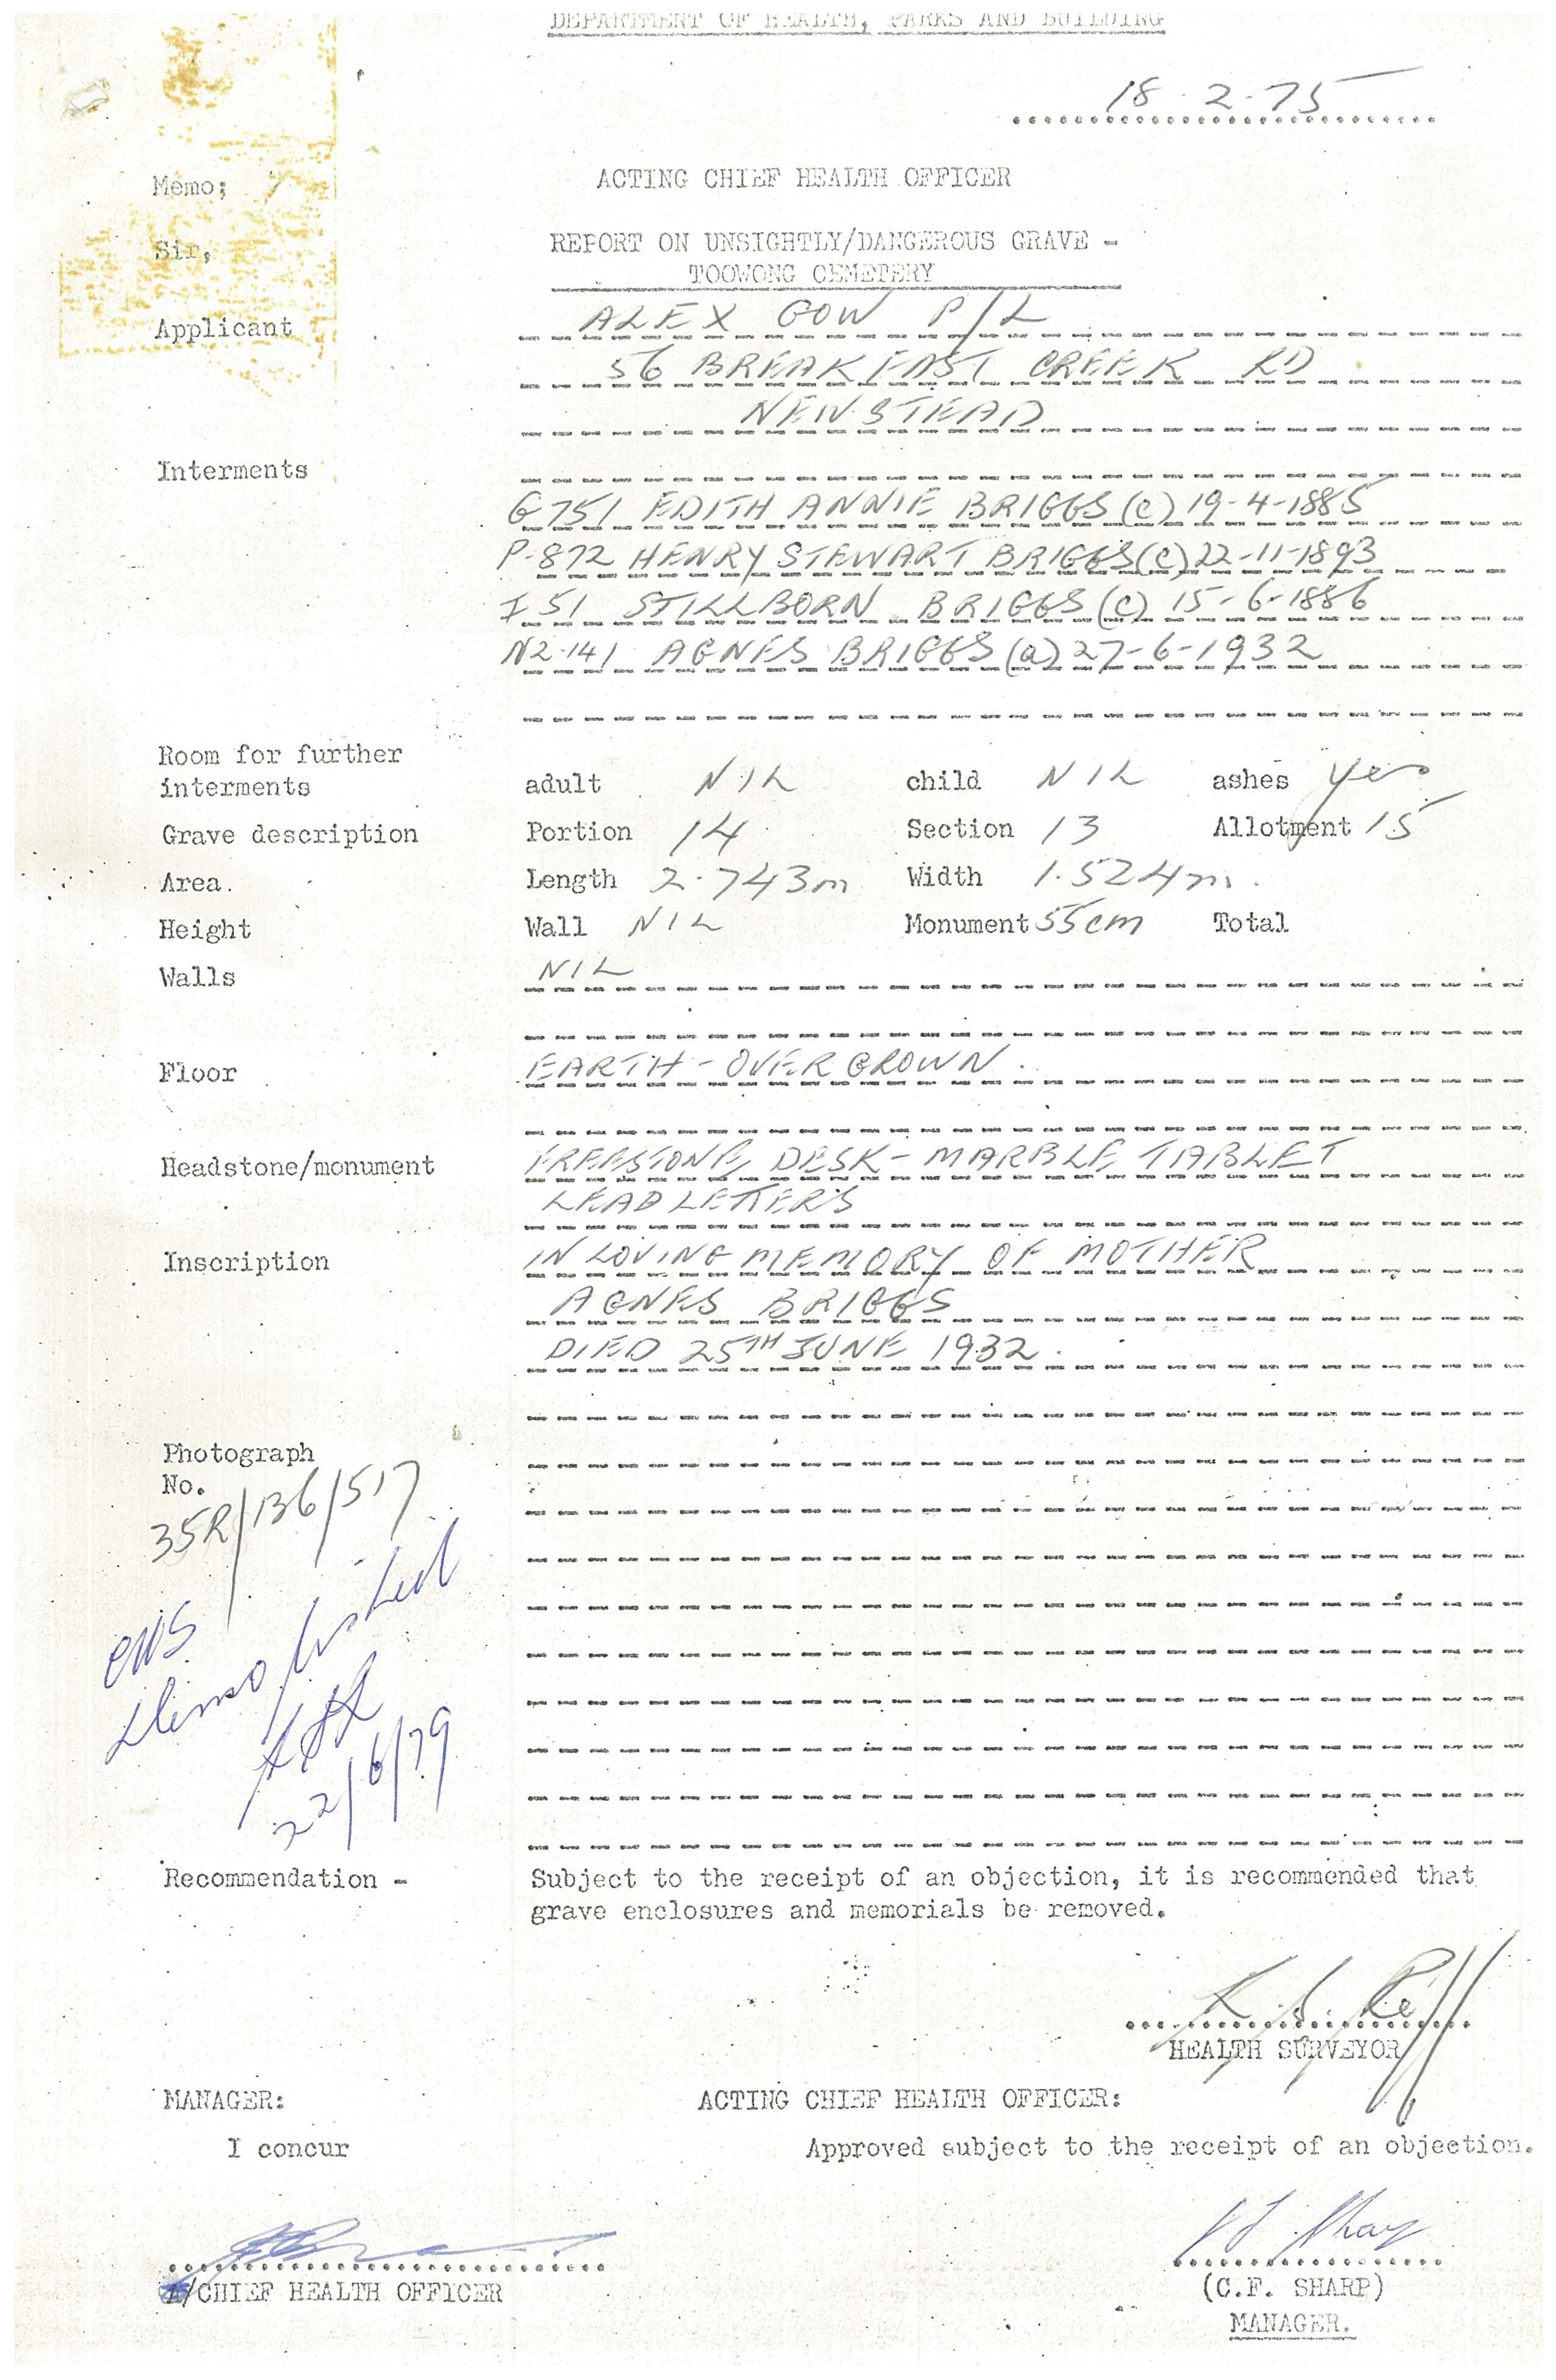 DEPARTMENT OF HEALTH, PARKS AND BUILDING
18-2-75
Memo; ACTING CHIEF HEALTH OFFICER
Sir, REPORT ON UNSIGHTLY/DANGEROUS GRAVE -
TOOWONG CEMETERY
Applicant ALEX GOW P/L
56 BREAKFAST CREEK RD
NEWSTEAD
Interments
G751 EDITH ANNIE BRIGGS (c) 19-4-1885
P-872 HENRY STEWART BRIGGS (c) 22-11-1893
I 51 STILLBORN BRIGGS (c) 15-6-1886
N2-141 AGNES BRIGGS (a) 27-6-1932
Room for further
interments adult NIL child NIL ashes Yes
Grave description Portion 14 Section 13 Allotment 15
Area. Length 2.743m Width 1.524m.
Height Wall NIL Monument 55cm Total
Walls NIL
Floor EARTH - OVERGROWN.
Headstone/monument FREESTONE DESK - MARBLE TABLET
LEAD LETTERS
Inscription IN LOVING MEMORY OF MOTHER
AGNES BRIGGS
DIED 25TH JUNE 1932.
Photograph
No.
35R/136/517
22/6/79
Recommendation - Subject to the receipt of an objection, it is recommended that
grave enclosures and memorials be removed.
HEALTH SURVEYOR
MANAGER: ACTING CHIEF HEALTH OFFICER:
I concur Approved subject to the receipt of an objection.
A/CHIEF HEALTH OFFICER (C.F. SHARP)
MANAGER.